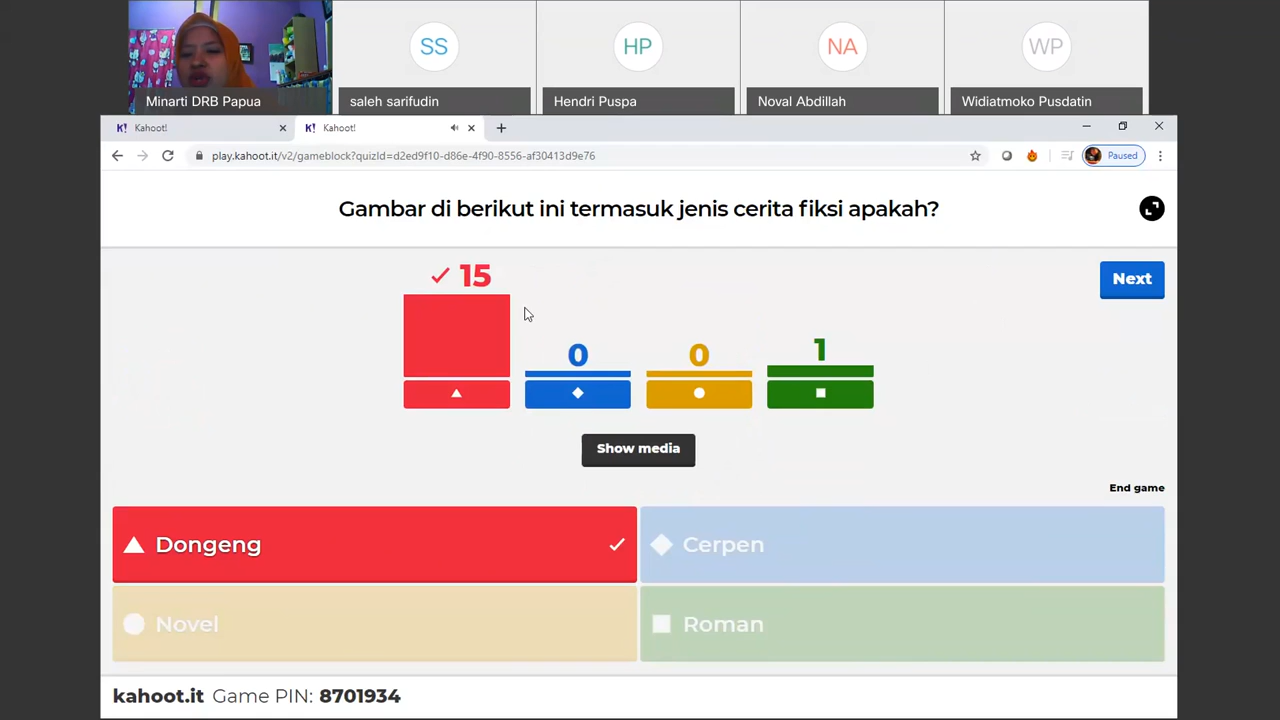 SS
HP
NA
WP
Minarti DRB Papua
saleh sarifudin
Hendri Puspa
Noval Abdillah
Widiatmoko Pusdatin
K! Kahoot!
K! Kahoot!
play.kahoot.it/v2/gameblock?quizId=d2ed9f10-d86e-4f90-8556-af30413d9e76
Paused
Gambar di berikut ini termasuk jenis cerita fiksi apakah?
15
0
0
1
Next
Show media
End game
Dongeng
Cerpen
Novel
Roman
kahoot.it Game PIN: 8701934